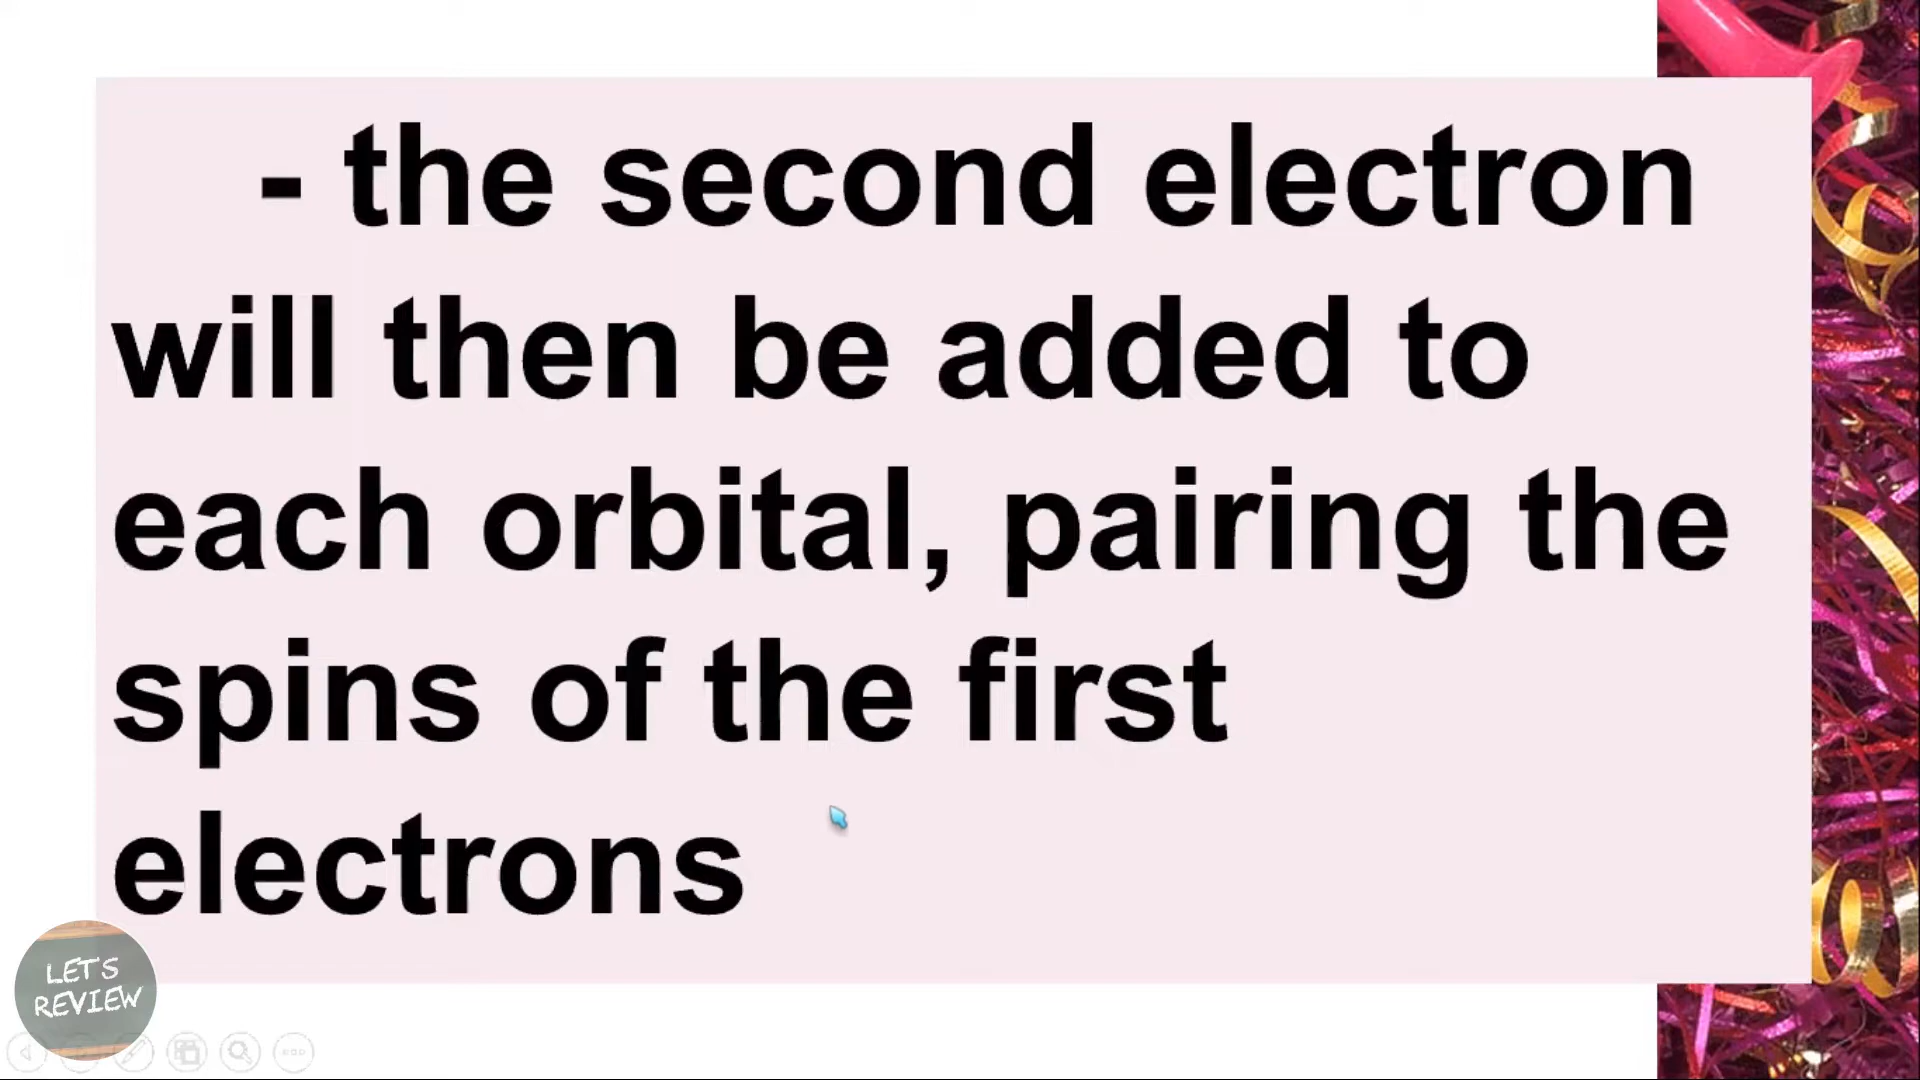 - the second electron
will then be added to
each orbital, pairing the
spins of the first
electrons
LET'S
REVIEW